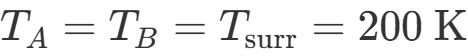 T_A = T_B = T_surr = 200 K